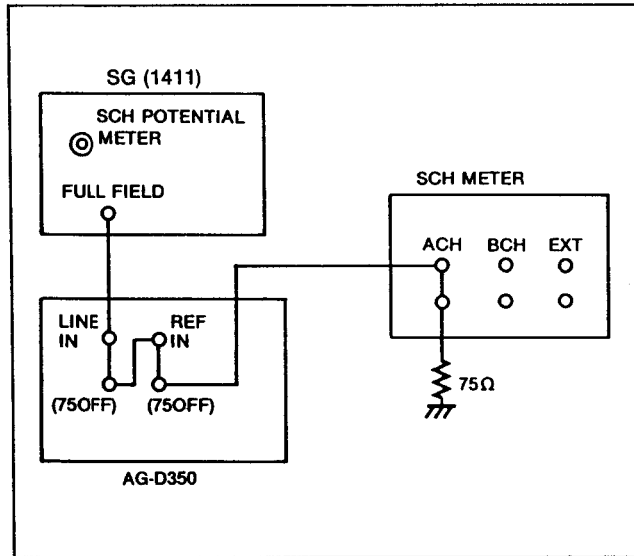 SG (1411)
SCH POTENTIAL
METER
FULL FIELD
SCH METER
ACH BCH EXT
LINE
IN
REF
IN
(75OFF) (75OFF)
75Ω
AG-D350